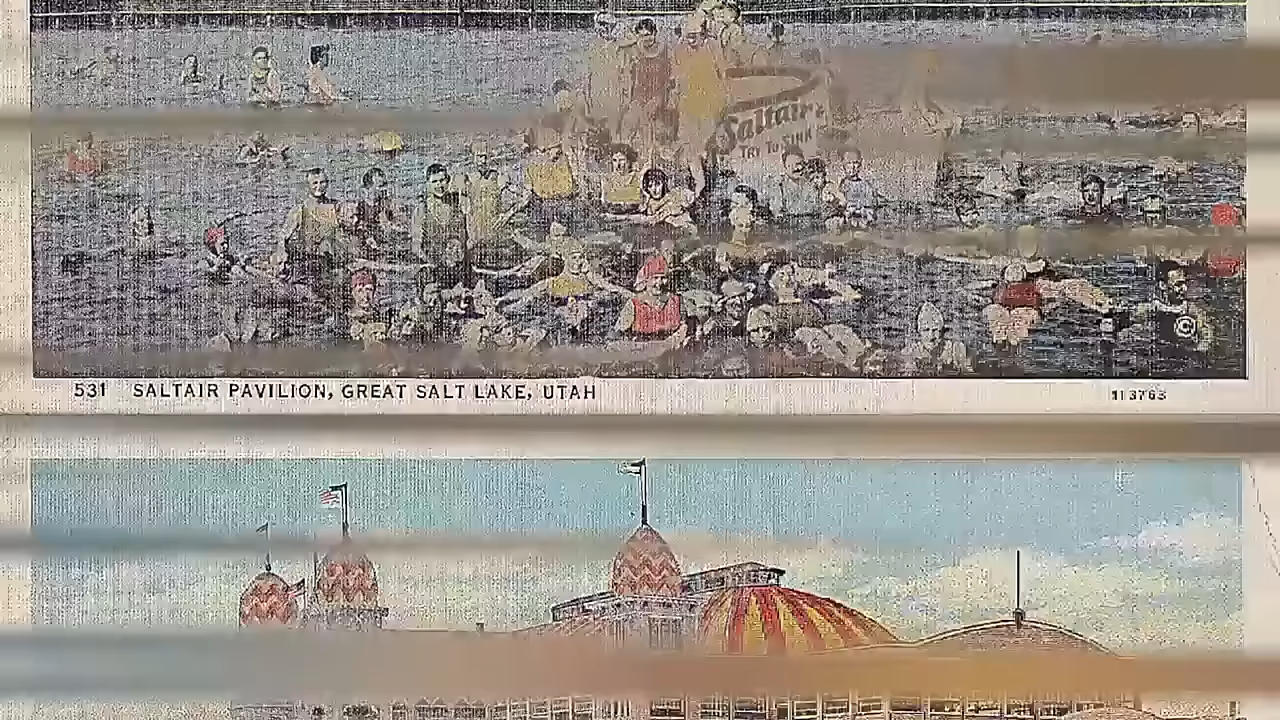 Saltair
TRY TO SINK
531 SALTAIR PAVILION, GREAT SALT LAKE, UTAH
113763
©